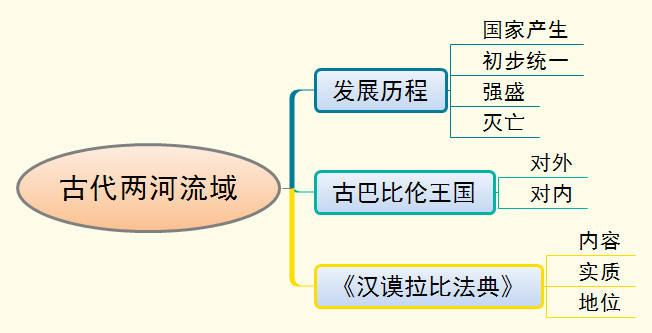 古代两河流域
发展历程
国家产生
初步统一
强盛
灭亡
古巴比伦王国
对外
对内
《汉谟拉比法典》
内容
实质
地位